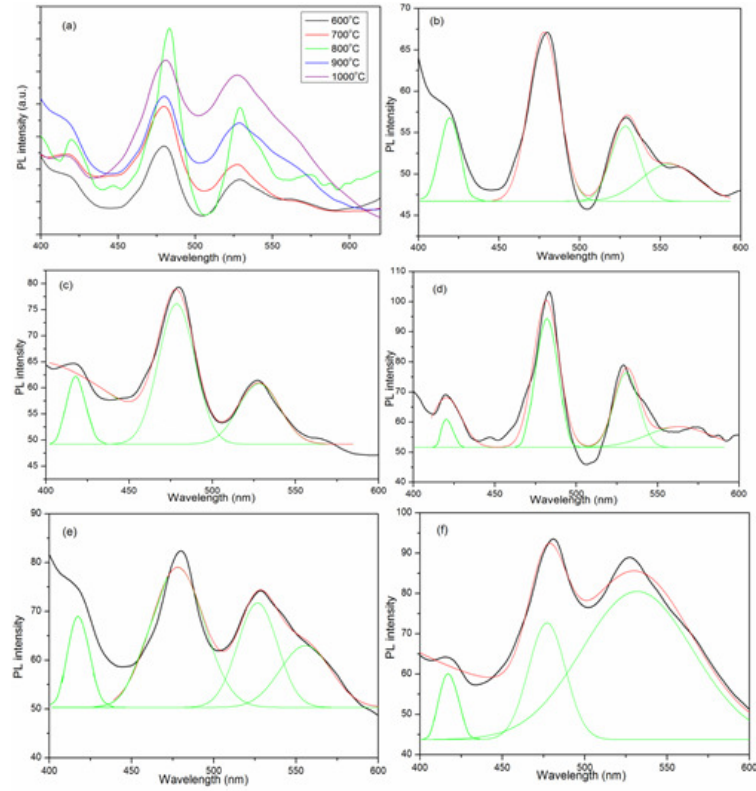 (a)
600°C
700°C
800°C
900°C
1000°C
PL intensity (a.u.)
400 450 500 550 600
Wavelength (nm)
(b)
70
65
60
55
50
45
PL intensity
400 450 500 550 600
Wavelength (nm)
(c)
80
75
70
65
60
55
50
45
PL intensity
400 450 500 550 600
Wavelength (nm)
(d)
110
100
90
80
70
60
50
40
PL intensity
400 450 500 550 600
Wavelength (nm)
(e)
90
80
70
60
50
40
PL intensity
400 450 500 550 600
Wavelength (nm)
(f)
100
90
80
70
60
50
40
PL intensity
400 450 500 550 600
Wavelength (nm)